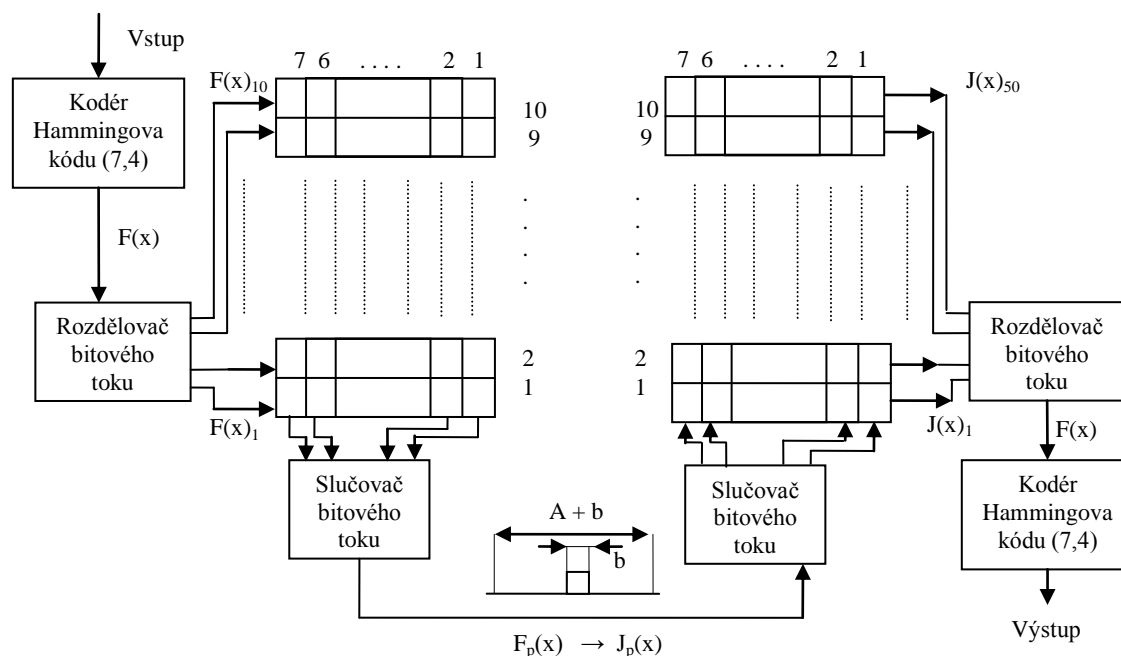 Vstup
Kodér
Hammingova
kódu (7,4)
F(x)
Rozdělovač
bitového
toku
F(x)₁₀
7 6 . . . . 2 1
10
9
2
1
F(x)₁
Slučovač
bitového
toku
A + b
b
Fₚ(x) → Jₚ(x)
7 6 . . . . 2 1
10
9
2
1
Slučovač
bitového
toku
J(x)₅₀
J(x)₁
Rozdělovač
bitového
toku
F(x)
Kodér
Hammingova
kódu (7,4)
Výstup